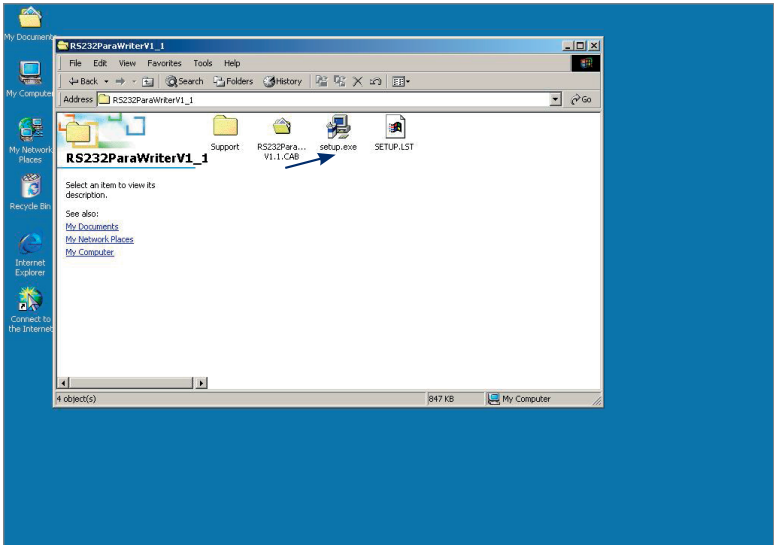 My Documents
My Computer
My Network
Places
Recycle Bin
Internet
Explorer
Connect to
the Internet
RS232ParaWriterV1_1
File Edit View Favorites Tools Help
Back Search Folders History
Address RS232ParaWriterV1_1 Go
RS232ParaWriterV1_1
Select an item to view its
description.
See also:
My Documents
My Network Places
My Computer
Support
RS232Para...
V1.1.CAB
setup.exe
SETUP.LST
4 object(s) 847 KB My Computer